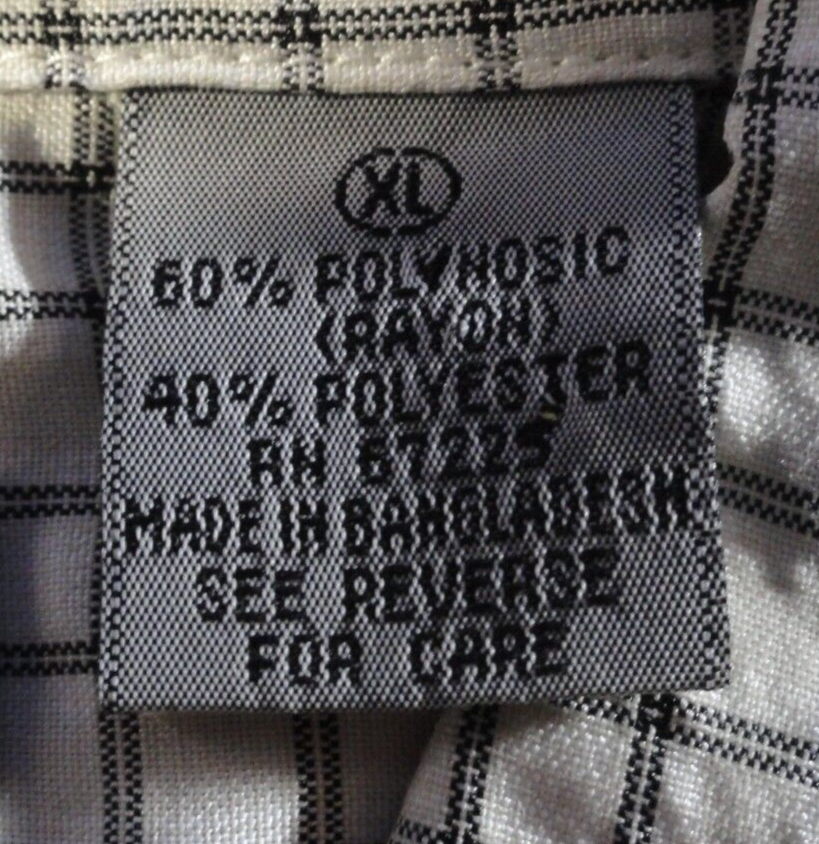 XL
60% POLYNOSIC
(RAYON)
40% POLYESTER
RN 67225
MADE IN BANGLADESH
SEE REVERSE
FOR CARE